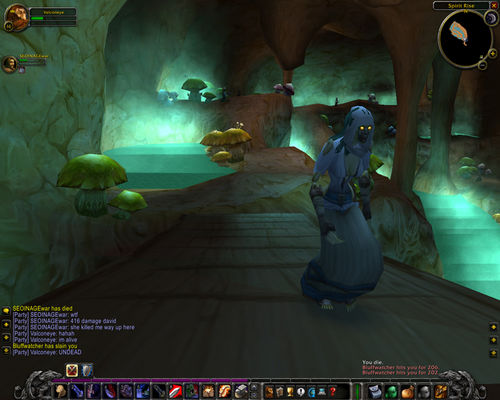 Valconeye
Spirit Rise
SEOINAGEwar
SEOINAGEwar has died
[Party] SEOINAGEwar: wtf
[Party] SEOINAGEwar: 416 damage david
[Party] SEOINAGEwar: she killed me way up here
[Party] Valconeye: hahah
[Party] Valconeye: im alive
Bluffwatcher has slain you
[Party] Valconeye: UNDEAD
You die.
Bluffwatcher hits you for 206
Bluffwatcher hits you for 202